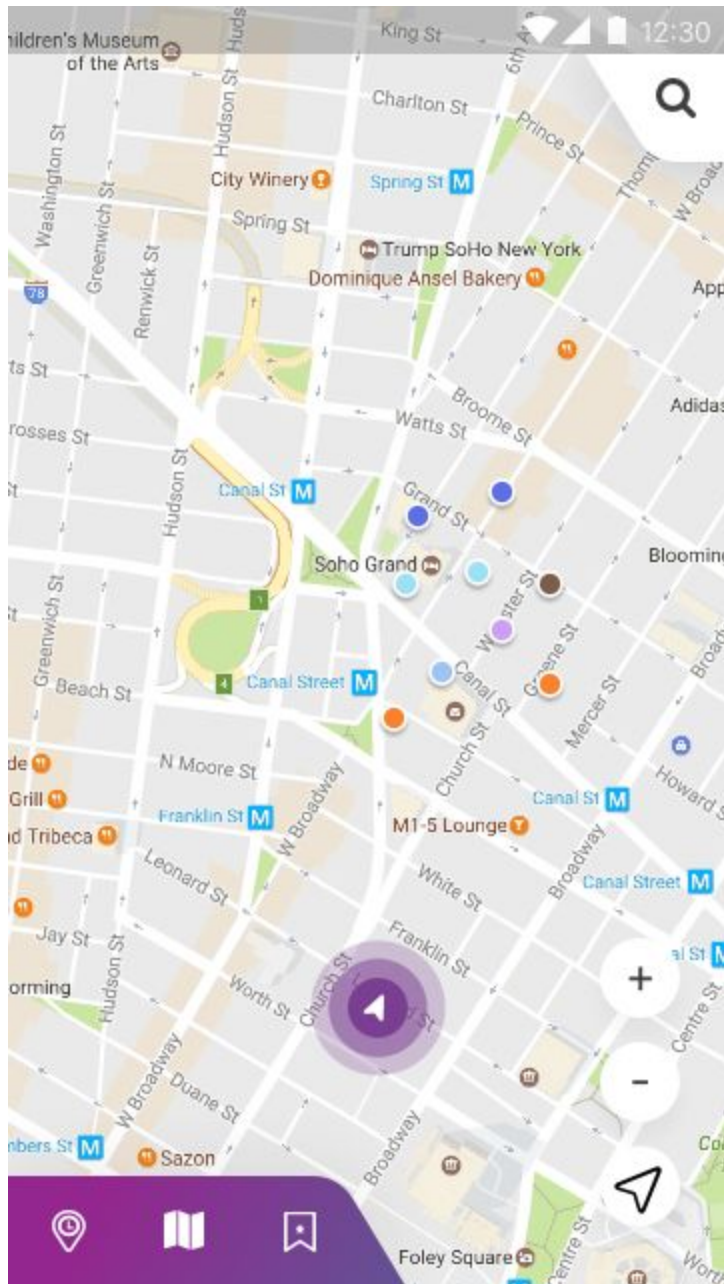 King St
12:30
ildren's Museum
of the Arts
Hudson St
Charlton St
Prince St
Washington St
City Winery
Spring St M
Greenwich St
Spring St
Renwick St
Trump SoHo New York
Dominique Ansel Bakery
78
App
ts St
Adidas
Broome St
Watts St
rosses St
Hudson St
Canal St M
Grand St
Soho Grand
Blooming
Greenwich St
Canal Street M
Beach St
Canal St
Greene St
Mercer St
de
N Moore St
Church St
Howard S
Grill
Canal St M
Franklin St M
W Broadway
M1-5 Lounge
d Tribeca
Leonard St
White St
Broadway
Canal Street M
Jay St
Franklin St
al St
+
orming
Hudson St
Worth St
Church St
Centre St
-
W Broadway
Duane St
mbers St M
Sazon
Broadway
Foley Square
Centre St